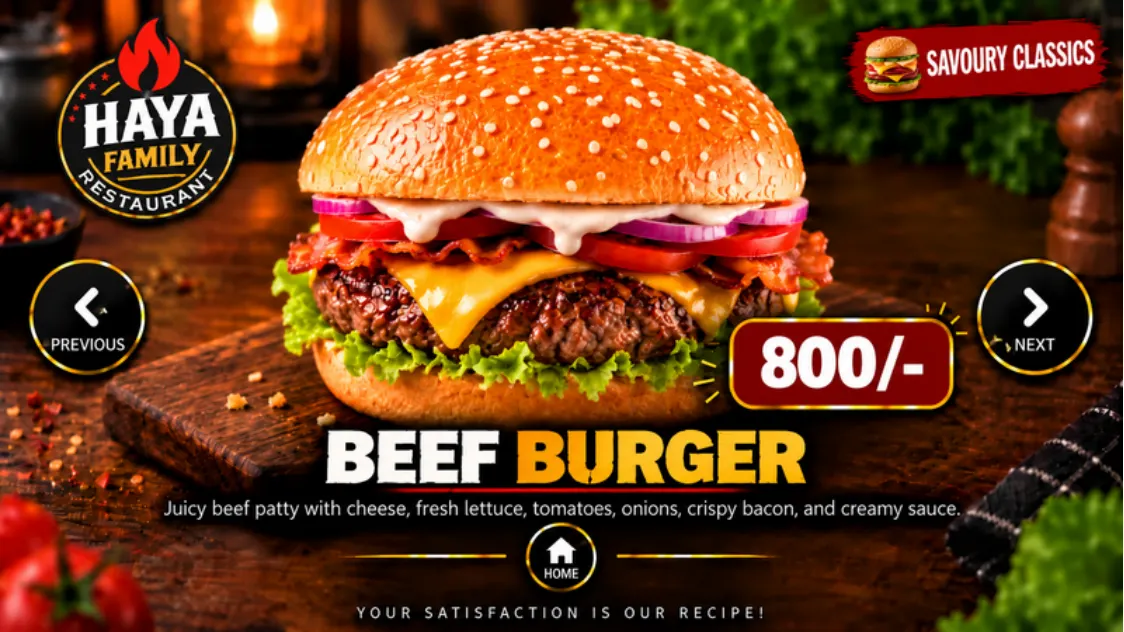 HAYA
FAMILY
RESTAURANT
SAVOURY CLASSICS
PREVIOUS
NEXT
800/-
BEEF BURGER
Juicy beef patty with cheese, fresh lettuce, tomatoes, onions, crispy bacon, and creamy sauce.
HOME
YOUR SATISFACTION IS OUR RECIPE!